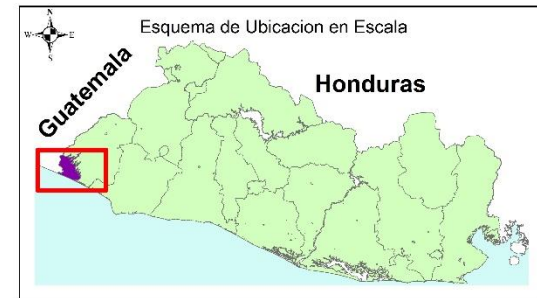 N
Esquema de Ubicacion en Escala
W E
S
Guatemala
Honduras